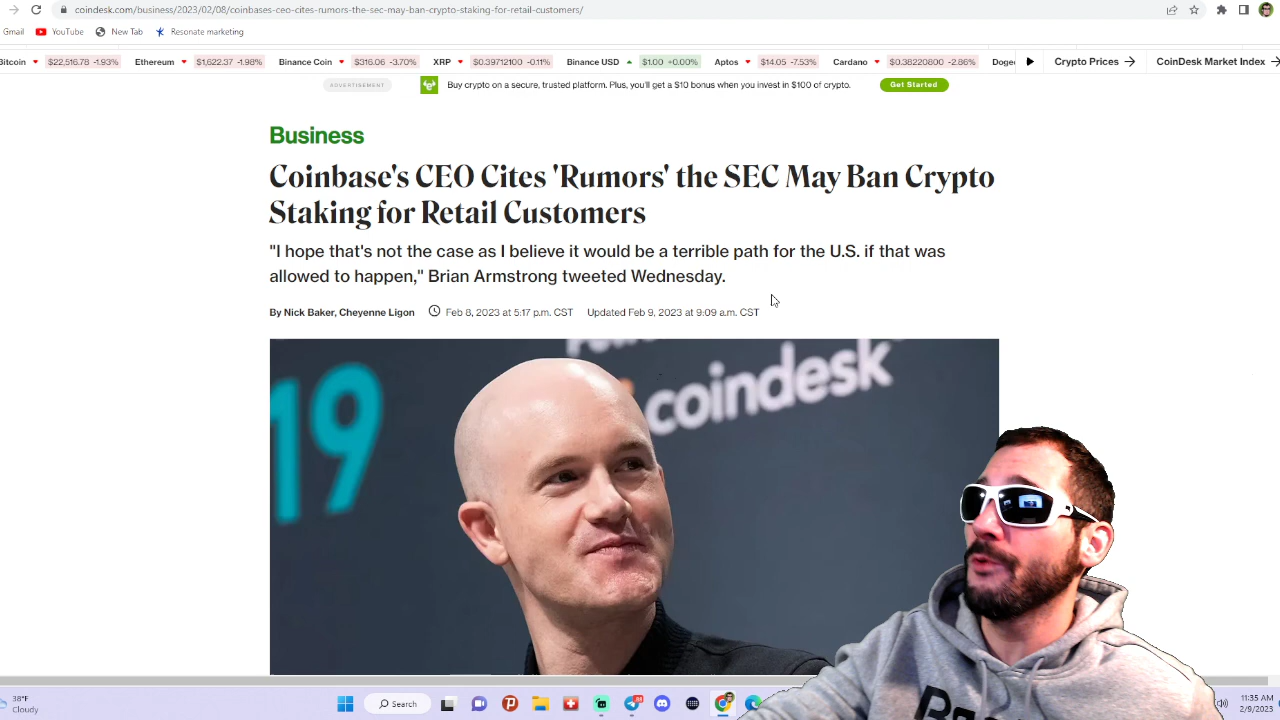 coindesk.com/business/2023/02/08/coinbases-ceo-cites-rumors-the-sec-may-ban-crypto-staking-for-retail-customers/
Gmail YouTube New Tab Resonate marketing
Bitcoin $22,516.78 -1.93% Ethereum $1,622.37 -1.98% Binance Coin $316.06 -3.70% XRP $0.39712100 -0.11% Binance USD $1.00 +0.00% Aptos $14.05 -7.53% Cardano $0.38220800 -2.86% Crypto Prices → CoinDesk Market Index →
ADVERTISEMENT Buy crypto on a secure, trusted platform. Plus, you'll get a $10 bonus when you invest in $100 of crypto. Get Started
Business
Coinbase's CEO Cites 'Rumors' the SEC May Ban Crypto
Staking for Retail Customers
"I hope that's not the case as I believe it would be a terrible path for the U.S. if that was
allowed to happen," Brian Armstrong tweeted Wednesday.
By Nick Baker, Cheyenne Ligon Feb 8, 2023 at 5:17 p.m. CST Updated Feb 9, 2023 at 9:09 a.m. CST
coindesk
19
38°F
Cloudy
Search
11:35 AM
2/9/2023